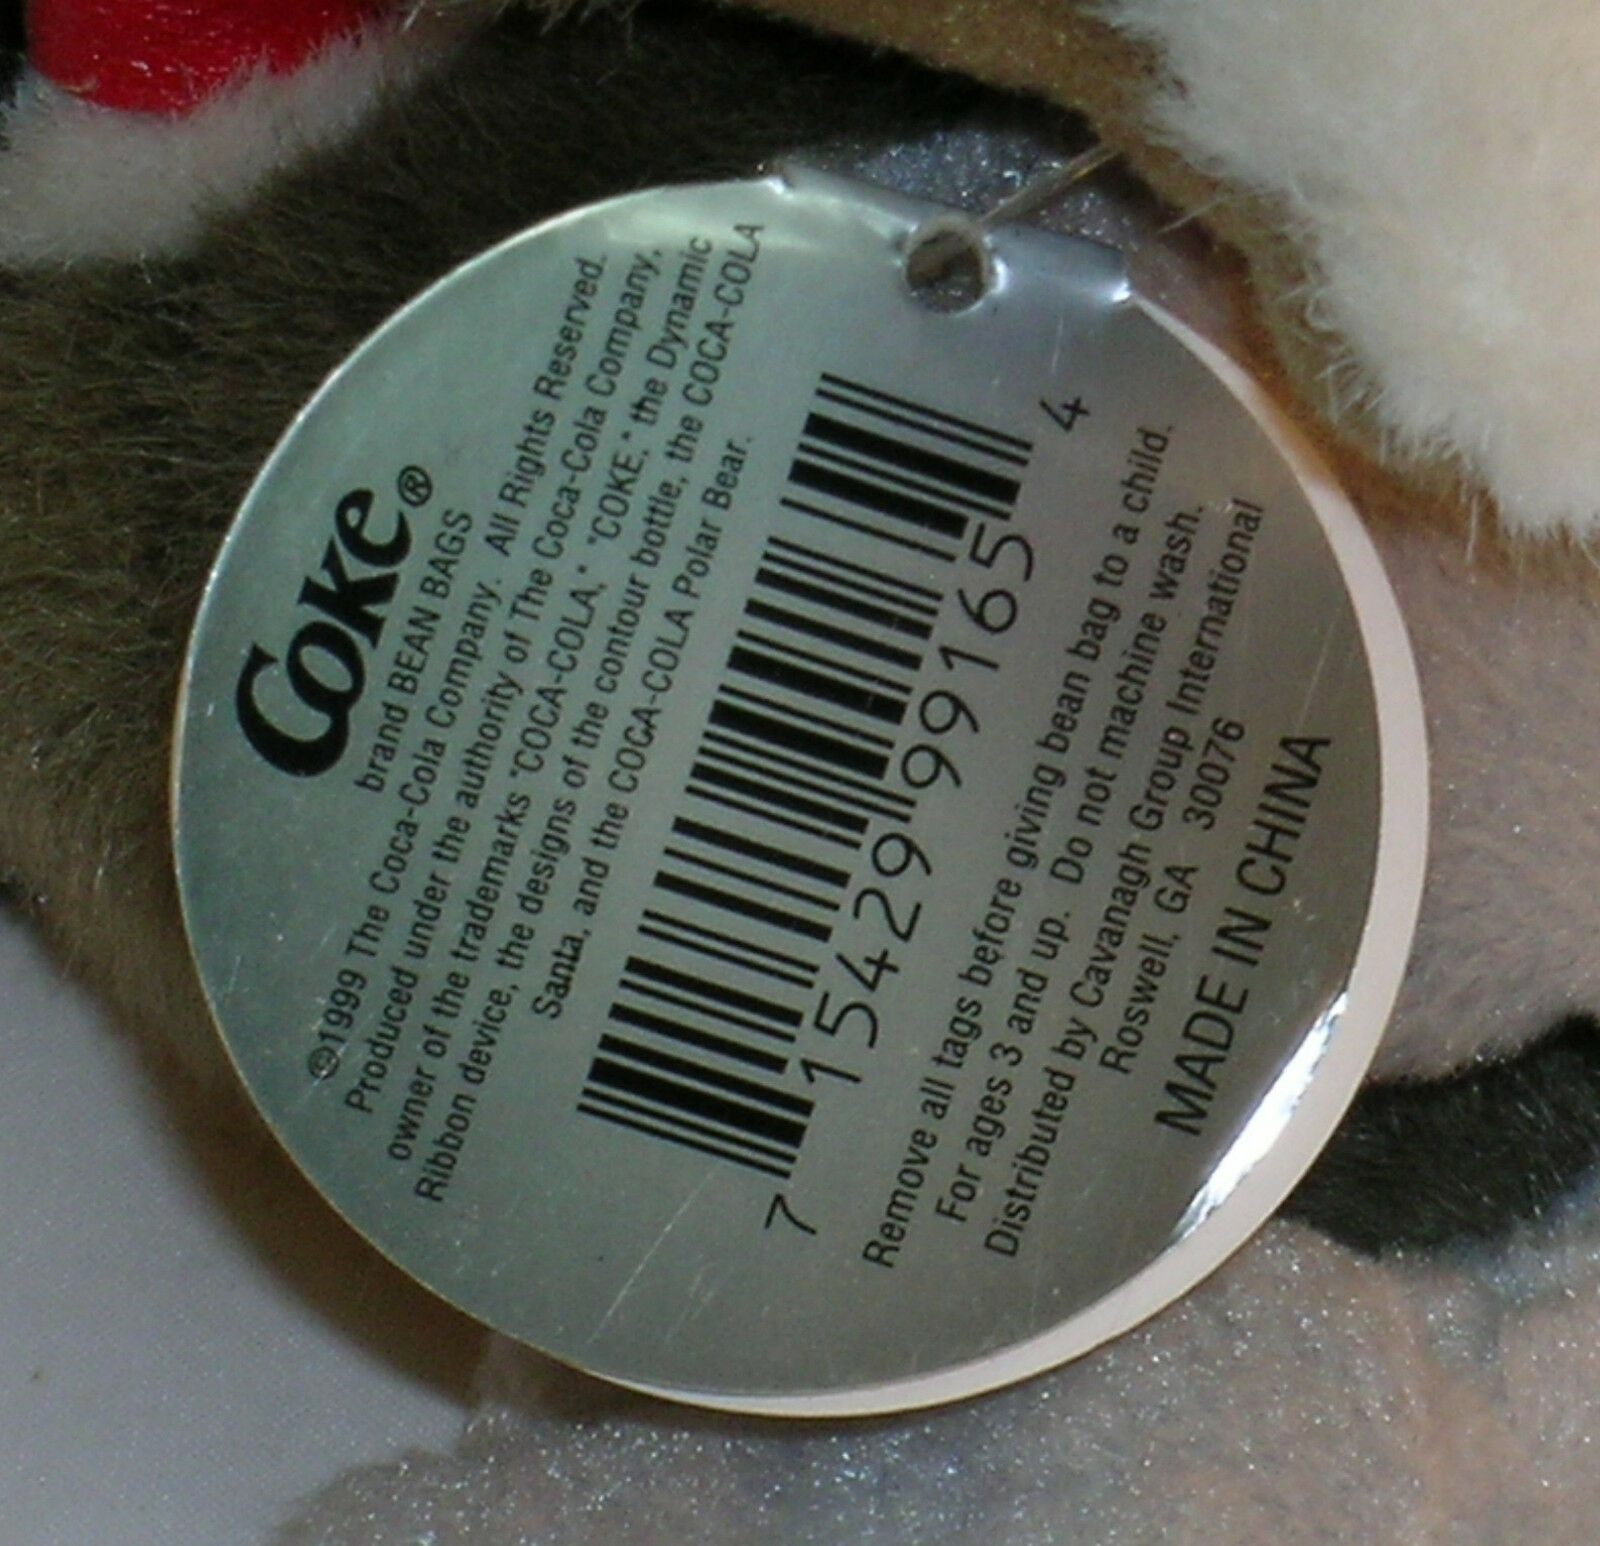 Coke®
brand BEAN BAGS
©1999 The Coca-Cola Company. All Rights Reserved.
Produced under the authority of The Coca-Cola Company,
owner of the trademarks "COCA-COLA," "COKE," the Dynamic
Ribbon device, the designs of the contour bottle, the COCA-COLA
Santa, and the COCA-COLA Polar Bear.
7 15429 99165 4
Remove all tags before giving bean bag to a child.
For ages 3 and up. Do not machine wash.
Distributed by Cavanagh Group International
Roswell, GA 30076
MADE IN CHINA